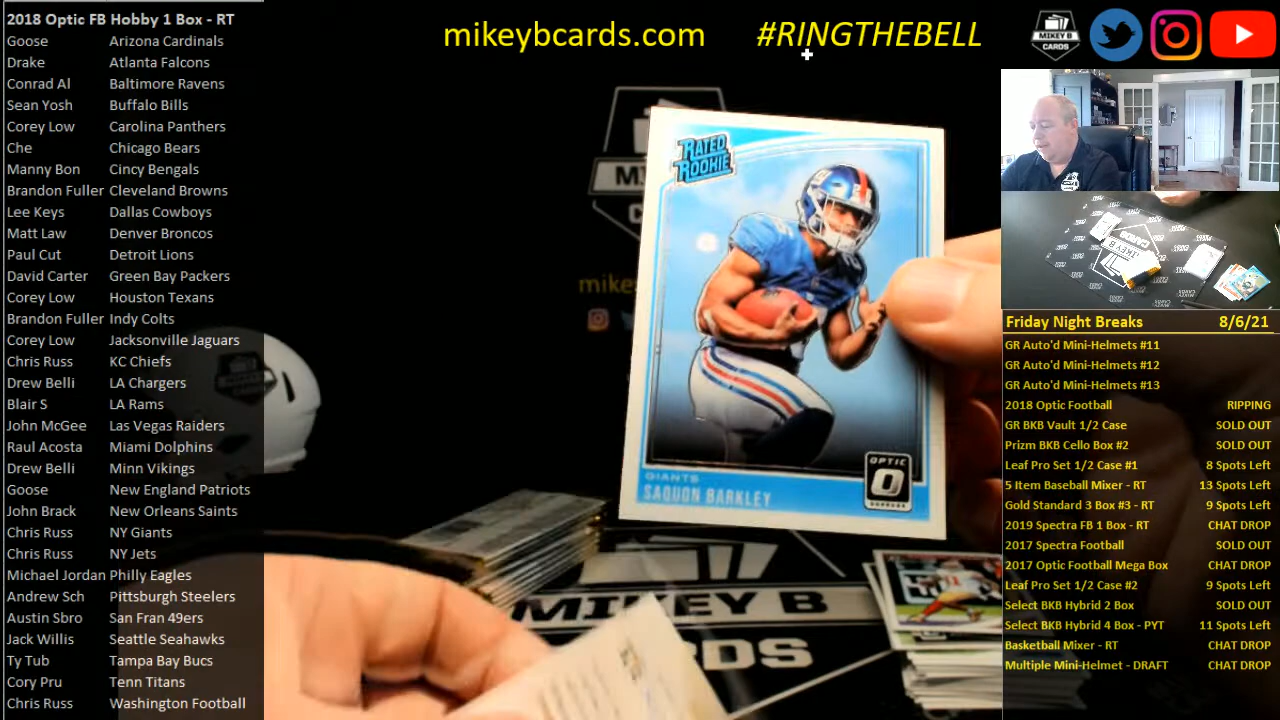 2018 Optic FB Hobby 1 Box - RT
Goose Arizona Cardinals
Drake Atlanta Falcons
Conrad Al Baltimore Ravens
Sean Yosh Buffalo Bills
Corey Low Carolina Panthers
Che Chicago Bears
Manny Bon Cincy Bengals
Brandon Fuller Cleveland Browns
Lee Keys Dallas Cowboys
Matt Law Denver Broncos
Paul Cut Detroit Lions
David Carter Green Bay Packers
Corey Low Houston Texans
Brandon Fuller Indy Colts
Corey Low Jacksonville Jaguars
Chris Russ KC Chiefs
Drew Belli LA Chargers
Blair S LA Rams
John McGee Las Vegas Raiders
Raul Acosta Miami Dolphins
Drew Belli Minn Vikings
Goose New England Patriots
John Brack New Orleans Saints
Chris Russ NY Giants
Chris Russ NY Jets
Michael Jordan Philly Eagles
Andrew Sch Pittsburgh Steelers
Austin Sbro San Fran 49ers
Jack Willis Seattle Seahawks
Ty Tub Tampa Bay Bucs
Cory Pru Tenn Titans
Chris Russ Washington Football
mikeybcards.com #RINGTHEBELL
MIKEY B
CARDS
RATED
ROOKIE
OPTIC
GIANTS
SAQUON BARKLEY
MIKEY B
CARDS
Friday Night Breaks 8/6/21
GR Auto'd Mini-Helmets #11
GR Auto'd Mini-Helmets #12
GR Auto'd Mini-Helmets #13
2018 Optic Football RIPPING
GR BKB Vault 1/2 Case SOLD OUT
Prizm BKB Cello Box #2 SOLD OUT
Leaf Pro Set 1/2 Case #1 8 Spots Left
5 Item Baseball Mixer - RT 13 Spots Left
Gold Standard 3 Box #3 - RT 9 Spots Left
2019 Spectra FB 1 Box - RT CHAT DROP
2017 Spectra Football SOLD OUT
2017 Optic Football Mega Box CHAT DROP
Leaf Pro Set 1/2 Case #2 9 Spots Left
Select BKB Hybrid 2 Box SOLD OUT
Select BKB Hybrid 4 Box - PYT 11 Spots Left
Basketball Mixer - RT CHAT DROP
Multiple Mini-Helmet - DRAFT CHAT DROP